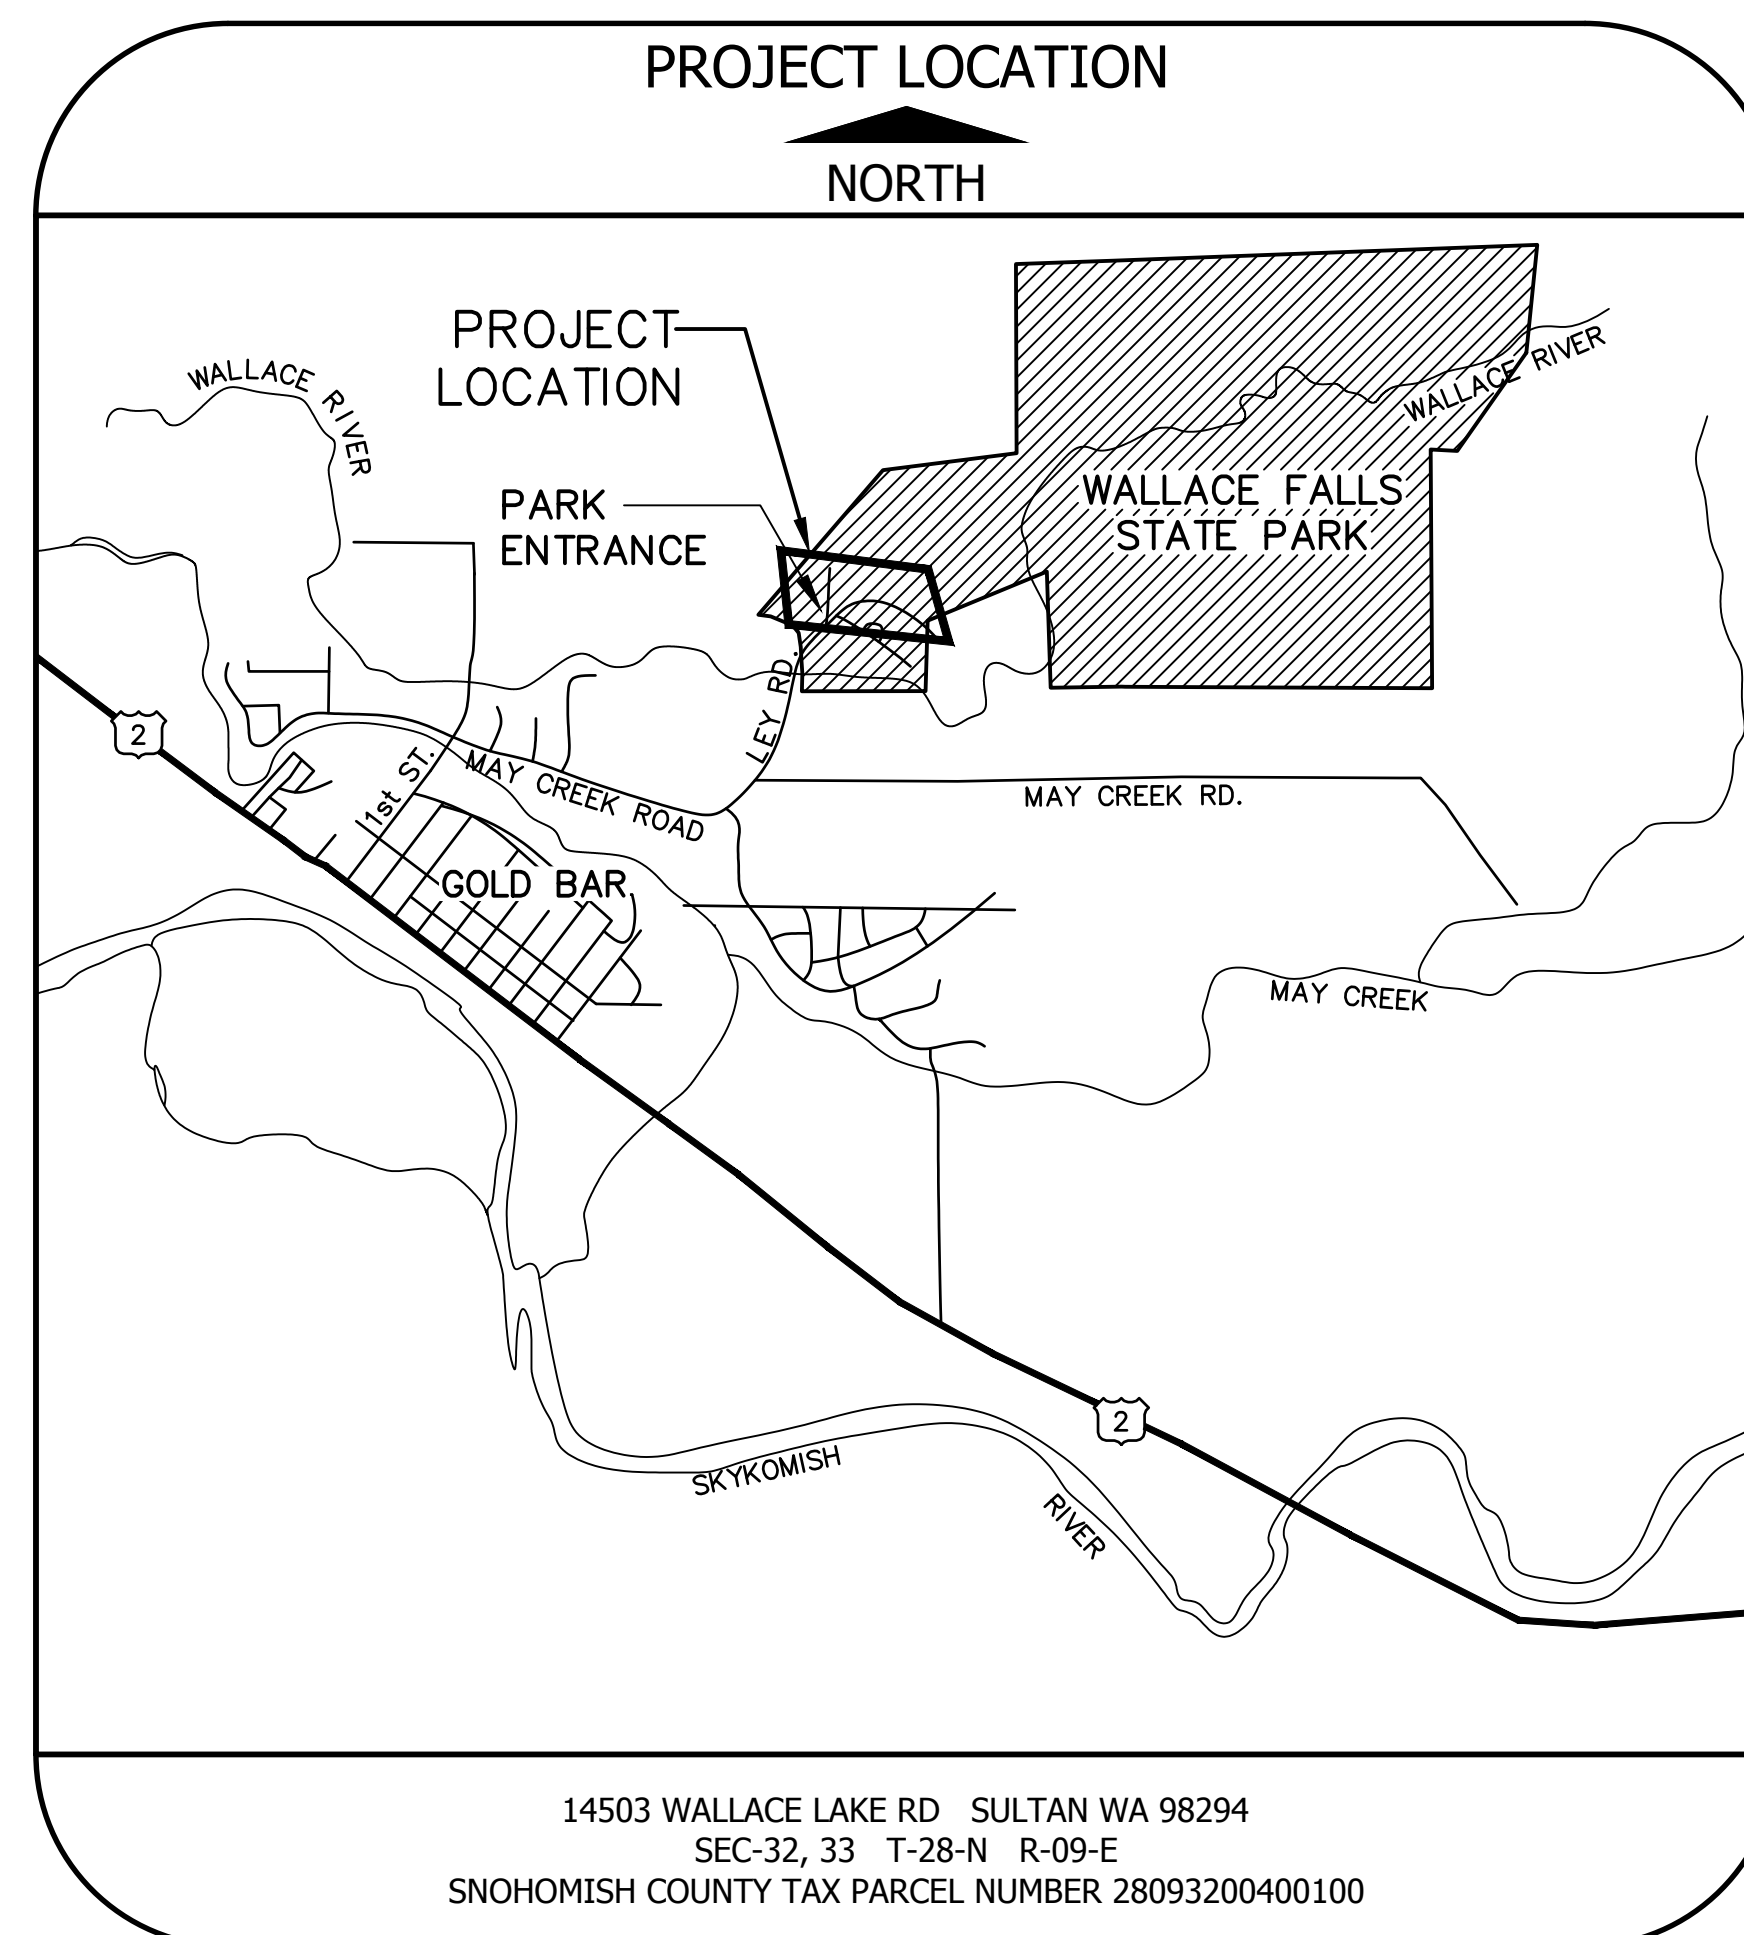 PROJECT LOCATION
NORTH
PROJECT
LOCATION
WALLACE RIVER
WALLACE RIVER
PARK
ENTRANCE
WALLACE FALLS
STATE PARK
LEY RD.
2
1st ST.
MAY CREEK ROAD
MAY CREEK RD.
GOLD BAR
MAY CREEK
2
SKYKOMISH
RIVER
14503 WALLACE LAKE RD SULTAN WA 98294
SEC-32, 33 T-28-N R-09-E
SNOHOMISH COUNTY TAX PARCEL NUMBER 28093200400100